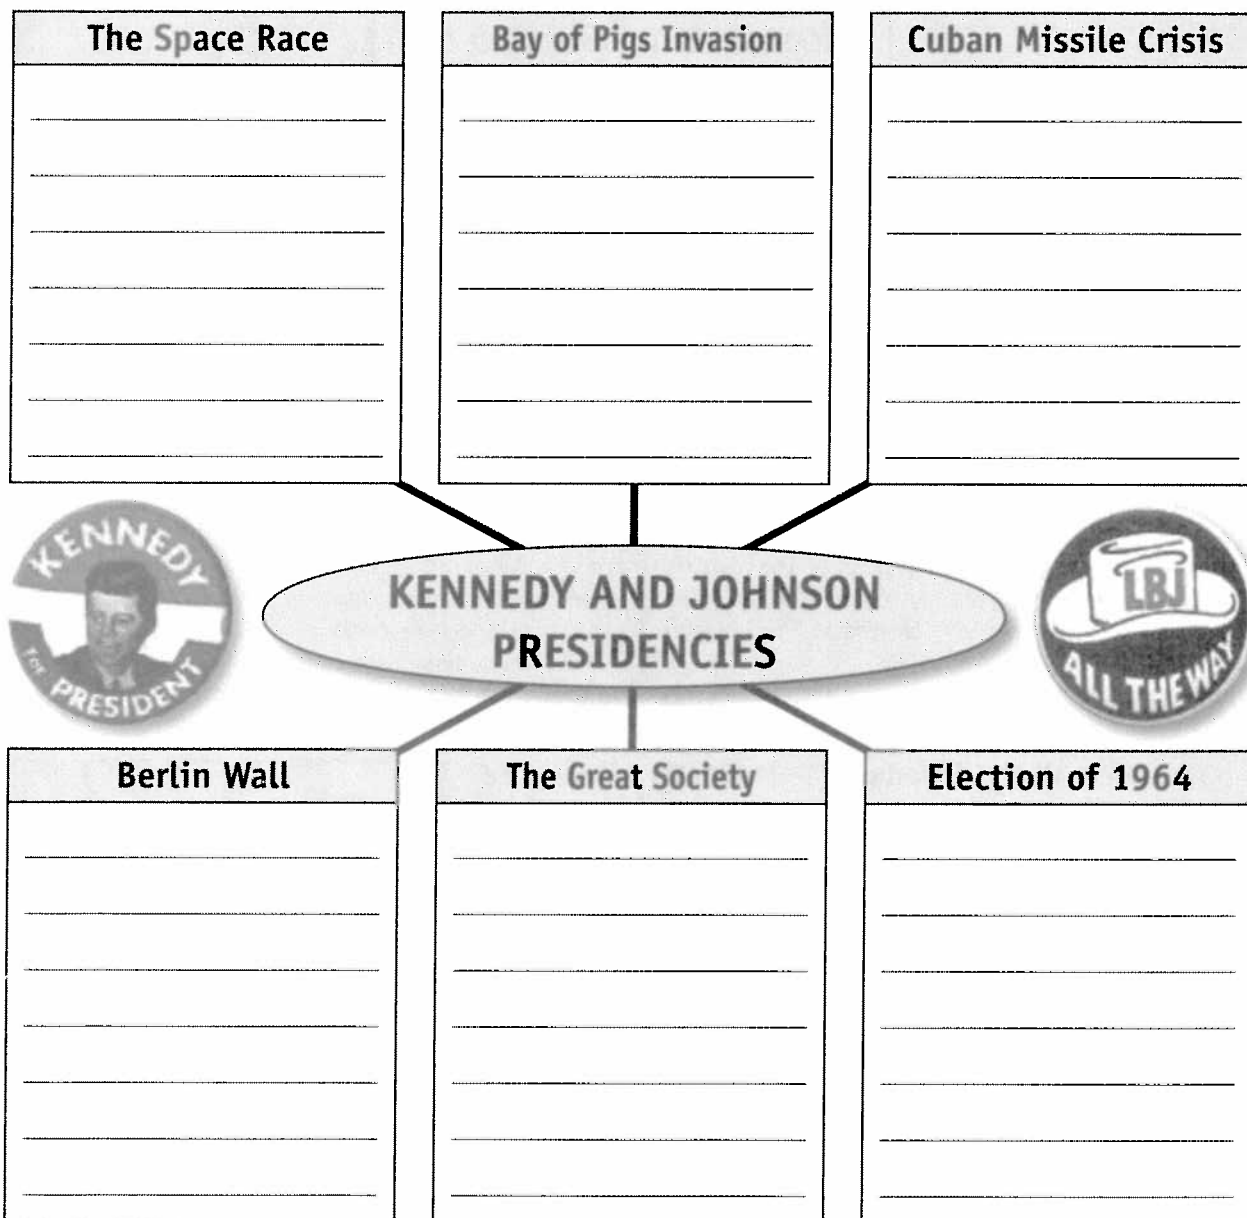 The Space Race
Bay of Pigs Invasion
Cuban Missile Crisis
KENNEDY
FOR
PRESIDENT
KENNEDY AND JOHNSON
PRESIDENCIES
LBJ
ALL THE WAY
Berlin Wall
The Great Society
Election of 1964